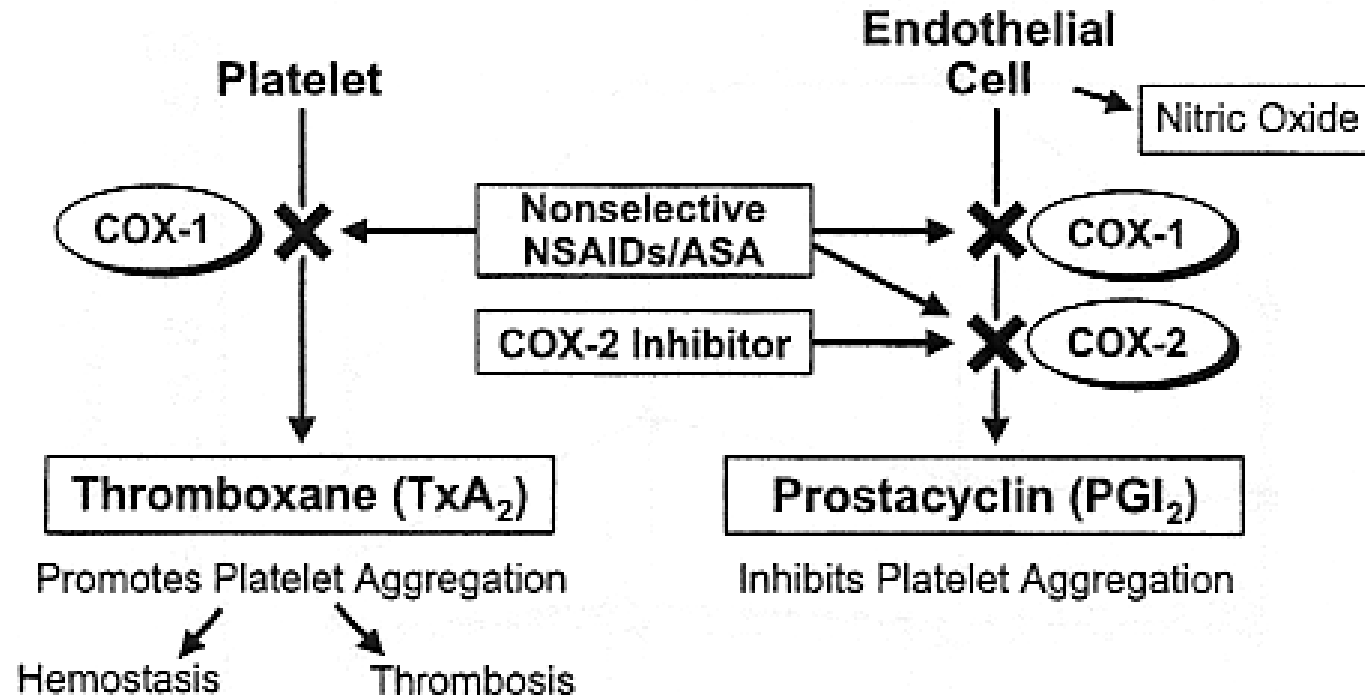 Platelet
Endothelial
Cell
Nitric Oxide
COX-1
Nonselective
NSAIDs/ASA
COX-1
COX-2 Inhibitor
COX-2
Thromboxane (TxA₂)
Prostacyclin (PGI₂)
Promotes Platelet Aggregation
Inhibits Platelet Aggregation
Hemostasis
Thrombosis